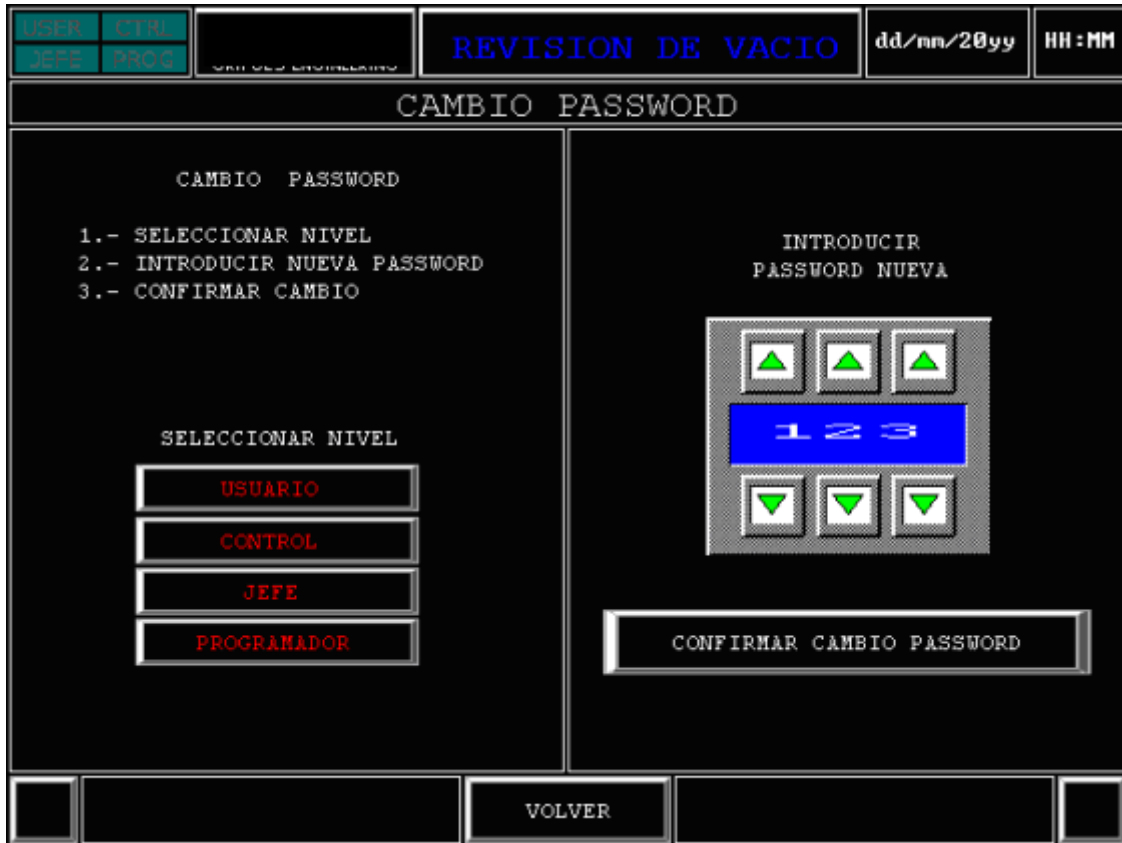 USER CTRL
JEFE PROG
REVISION DE VACIO
dd/mm/20yy
HH:MM
CAMBIO PASSWORD
CAMBIO PASSWORD
1.- SELECCIONAR NIVEL
2.- INTRODUCIR NUEVA PASSWORD
3.- CONFIRMAR CAMBIO
SELECCIONAR NIVEL
USUARIO
CONTROL
JEFE
PROGRAMADOR
INTRODUCIR
PASSWORD NUEVA
1 2 3
CONFIRMAR CAMBIO PASSWORD
VOLVER